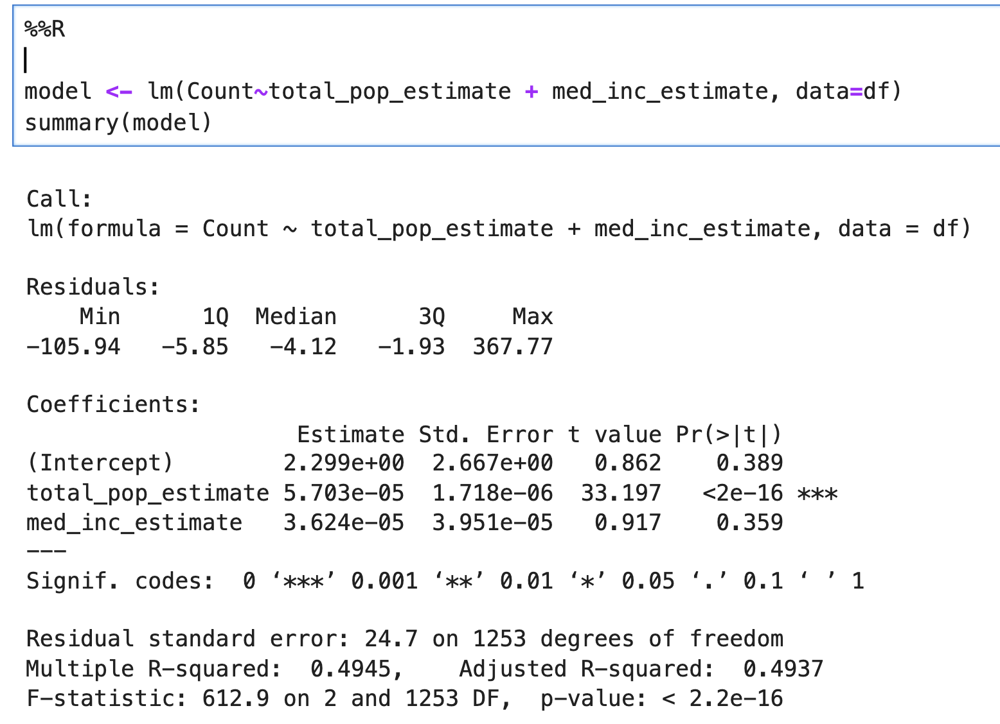 %%R
model <- lm(Count~total_pop_estimate + med_inc_estimate, data=df)
summary(model)
Call:
lm(formula = Count ~ total_pop_estimate + med_inc_estimate, data = df)
Residuals:
    Min      1Q  Median      3Q     Max
-105.94   -5.85   -4.12   -1.93  367.77
Coefficients:
                    Estimate Std. Error t value Pr(>|t|)
(Intercept)        2.299e+00  2.667e+00   0.862    0.389
total_pop_estimate 5.703e-05  1.718e-06  33.197   <2e-16 ***
med_inc_estimate   3.624e-05  3.951e-05   0.917    0.359
---
Signif. codes:  0 ‘***’ 0.001 ‘**’ 0.01 ‘*’ 0.05 ‘.’ 0.1 ‘ ’ 1
Residual standard error: 24.7 on 1253 degrees of freedom
Multiple R-squared:  0.4945,    Adjusted R-squared:  0.4937
F-statistic: 612.9 on 2 and 1253 DF,  p-value: < 2.2e-16